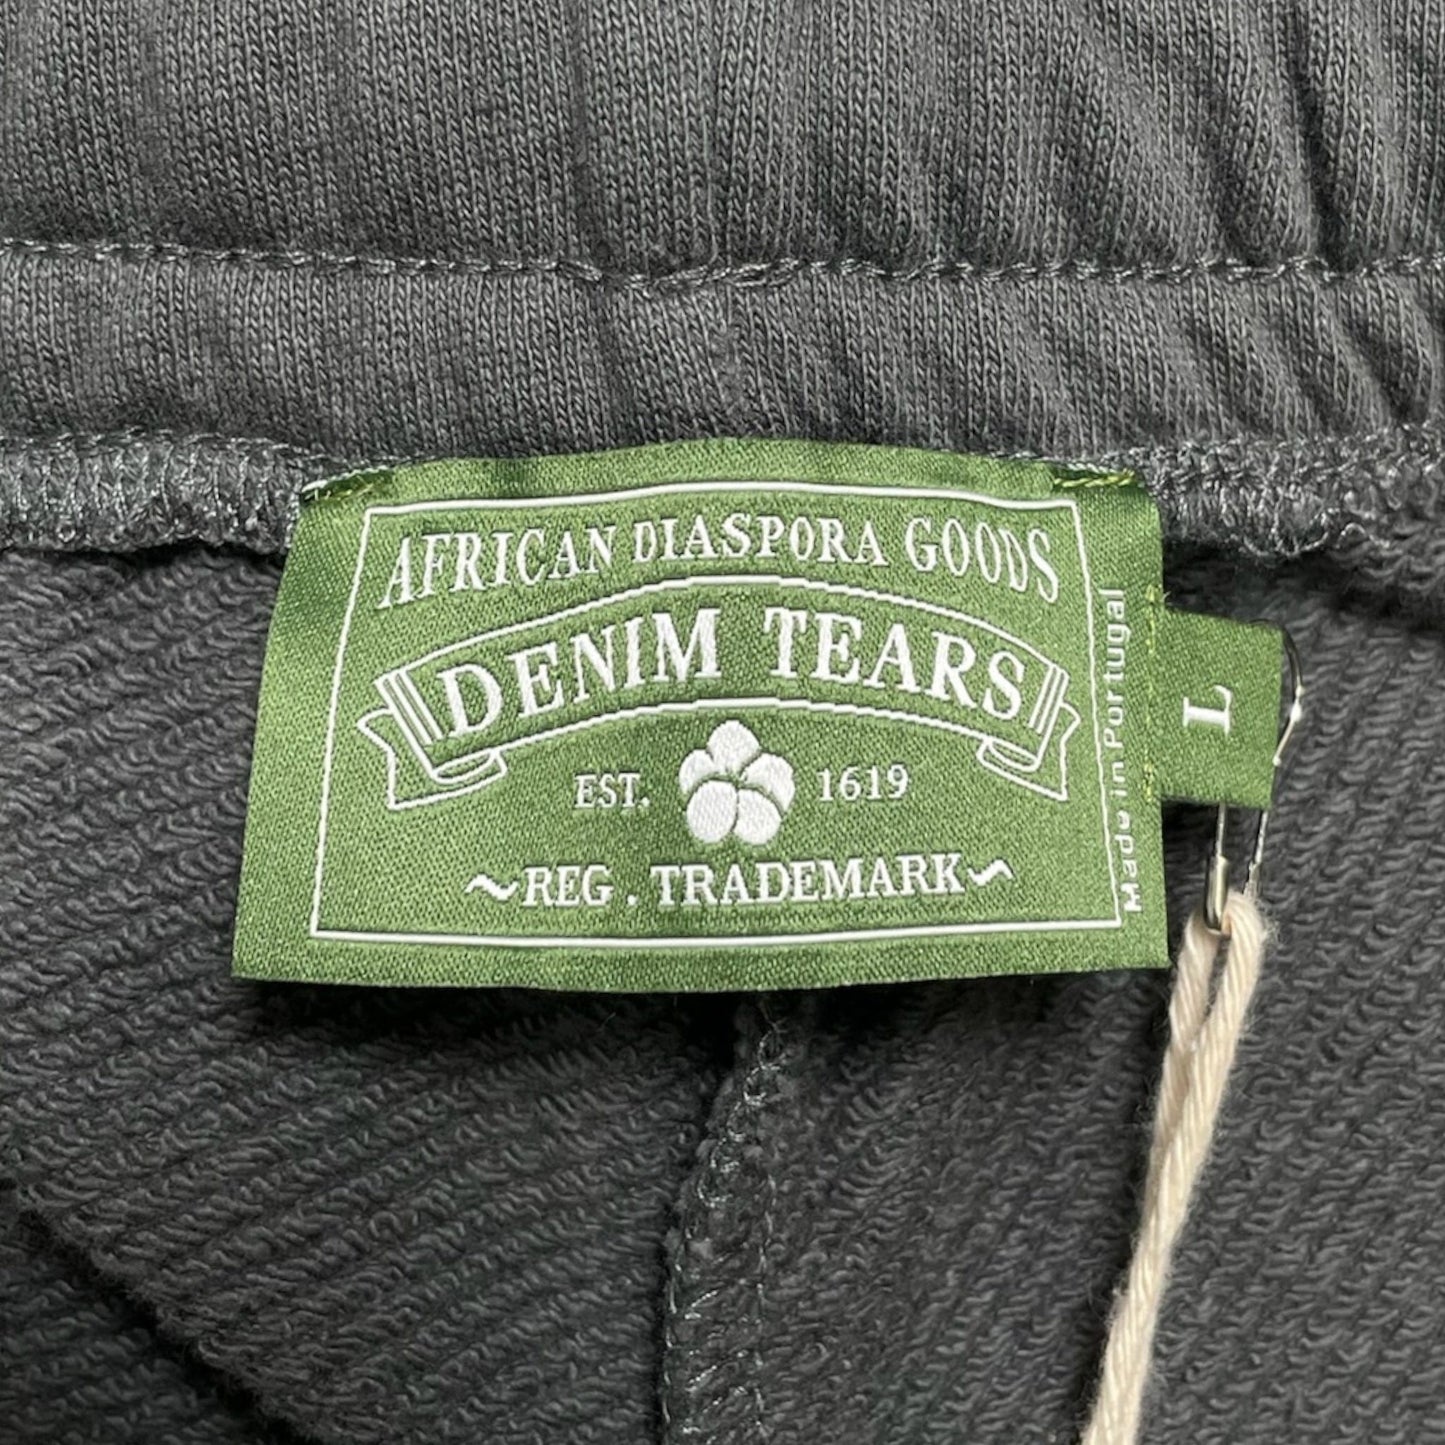 AFRICAN DIASPORA GOODS
DENIM TEARS
EST. 1619
~REG . TRADEMARK~
Made in Portugal
L